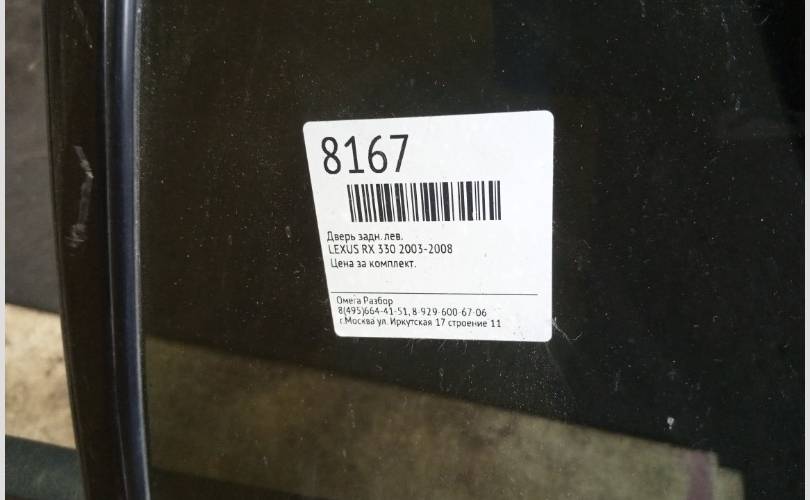 8167
Дверь задн. лев.
LEXUS RX 330 2003-2008
Цена за комплект.
Омега Разбор
8(495)664-41-51, 8-929-600-67-06
г.Москва ул. Иркутская 17 строение 11